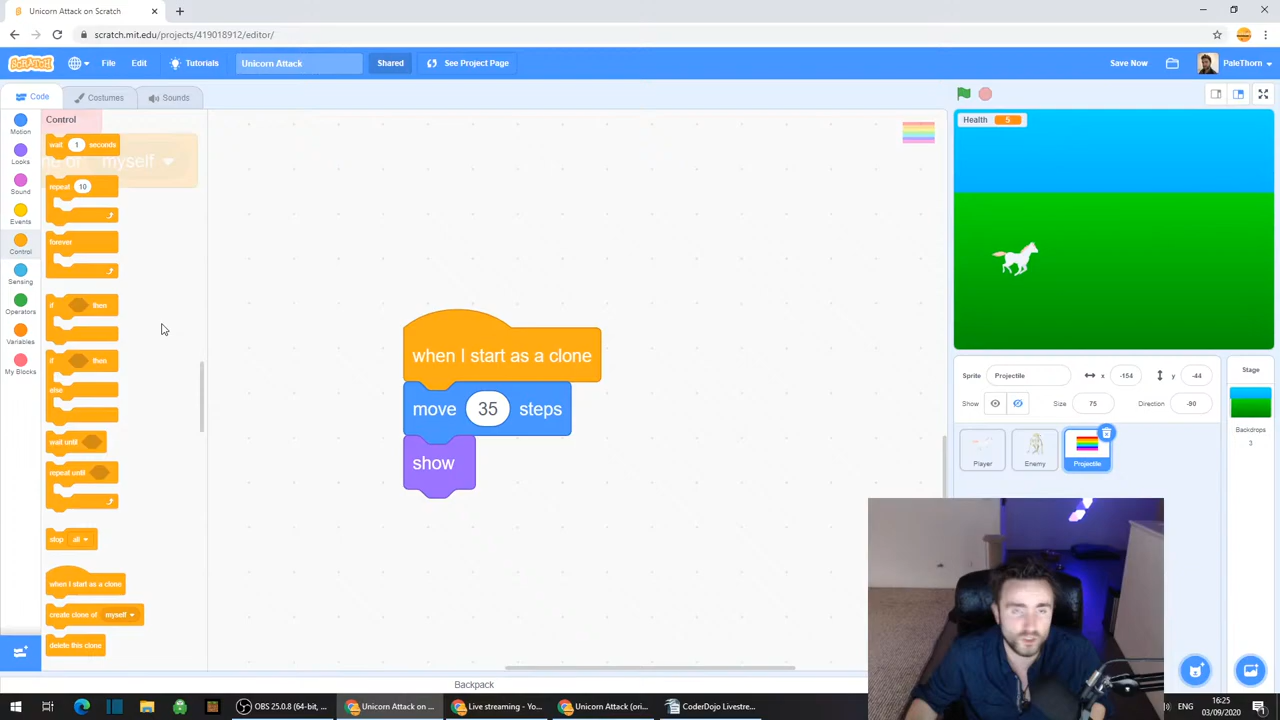 Unicorn Attack on Scratch
scratch.mit.edu/projects/419018912/editor/
SCRATCH
File
Edit
Tutorials
Unicorn Attack
Shared
See Project Page
Save Now
PaleThorn
Code
Costumes
Sounds
Motion
Looks
Sound
Events
Control
Sensing
Operators
Variables
My Blocks
Control
wait 1 seconds
myself
repeat 10
forever
if then
if then
else
wait until
repeat until
stop all
when I start as a clone
create clone of myself
delete this clone
when I start as a clone
move 35 steps
show
Health 5
Sprite Projectile x -154 y -44
Show Size 75 Direction -90
Player
Enemy
Projectile
Stage
Backdrops
3
Backpack
OBS 25.0.8 (64-bit, ...
Unicorn Attack on ...
Live streaming - Yo...
Unicorn Attack (ori...
CoderDojo Livestre...
ENG
16:25
03/09/2020